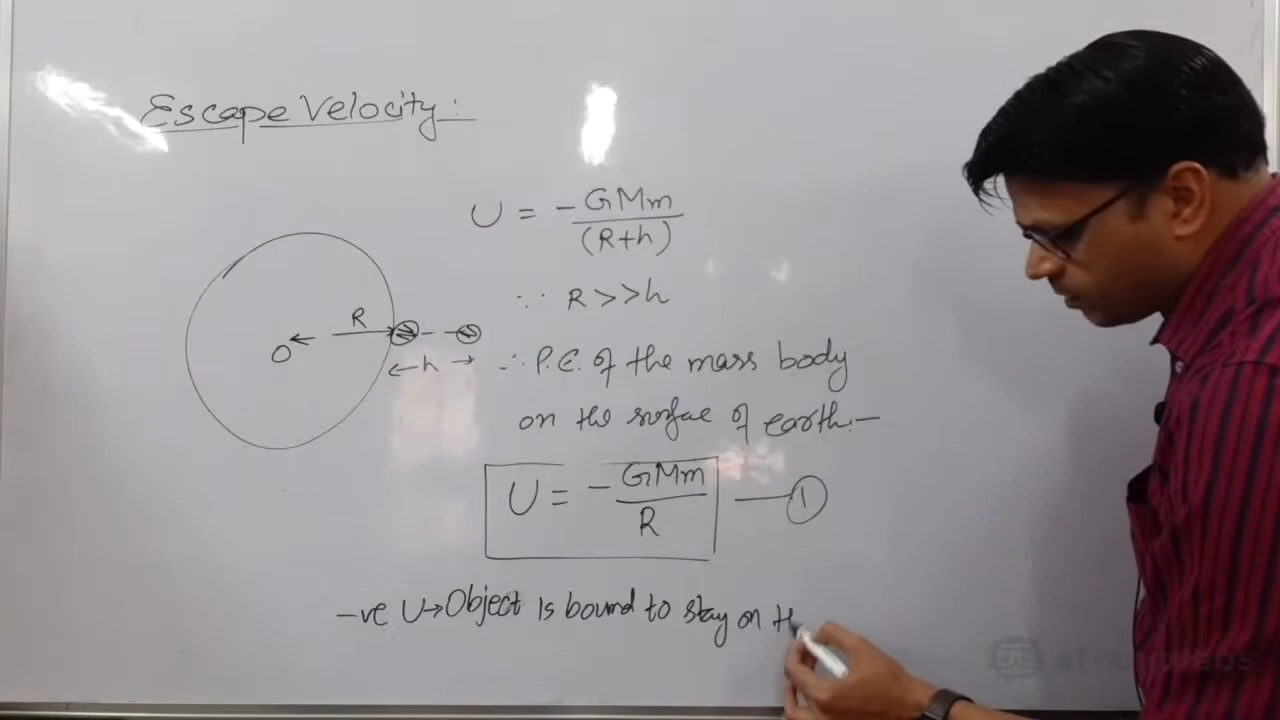 Escape Velocity :
U = -GMm/(R+h)
∵ R>>h
R
O
h
∴ P.E. of the mass body
on the surface of earth:-
U = -GMm/R — 1
-ve U→Object is bound to stay on th